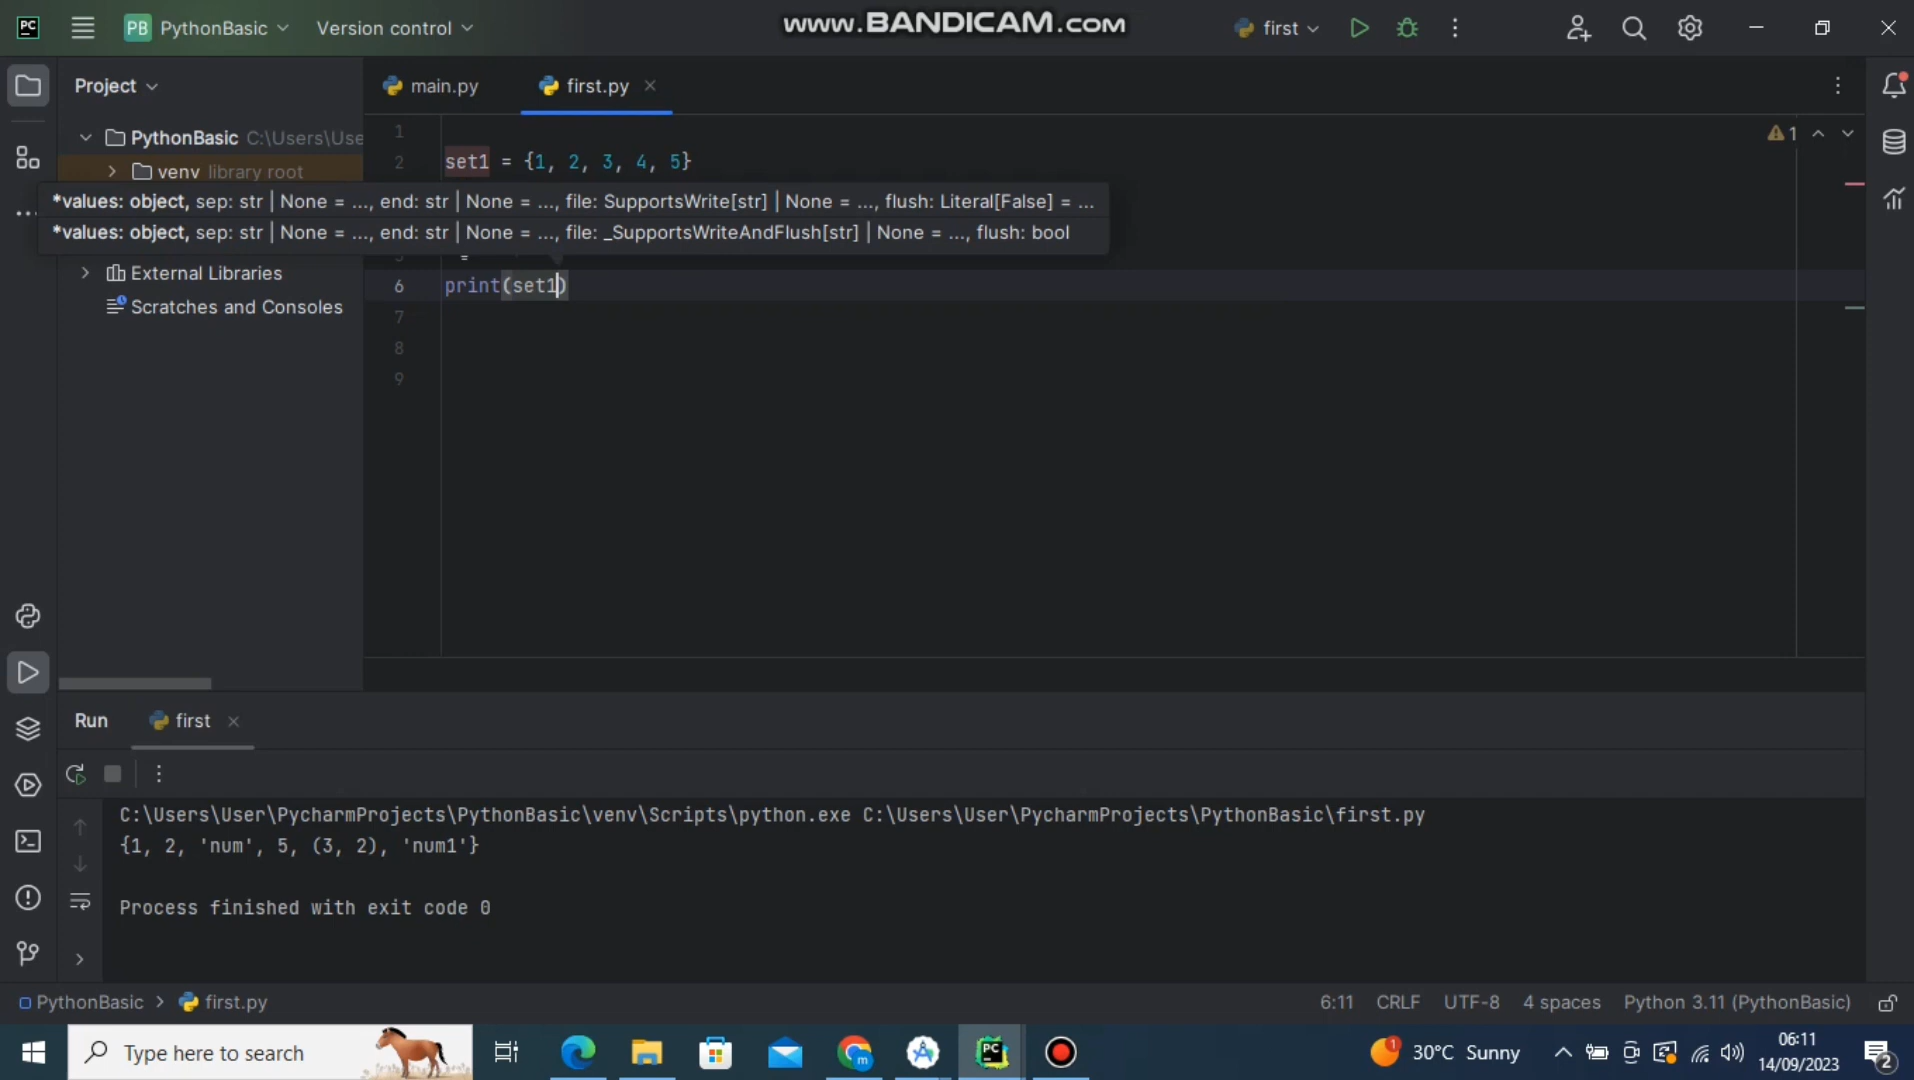 PC
PB PythonBasic
Version control
www.BANDICAM.com
first
Project
main.py
first.py
PythonBasic C:\Users\Use
venv library root
1
2 set1 = {1, 2, 3, 4, 5}
1
*values: object, sep: str | None = ..., end: str | None = ..., file: SupportsWrite[str] | None = ..., flush: Literal[False] = ...
*values: object, sep: str | None = ..., end: str | None = ..., file: _SupportsWriteAndFlush[str] | None = ..., flush: bool
External Libraries
6 print(set1)
Scratches and Consoles
7
8
9
Run
first
C:\Users\User\PycharmProjects\PythonBasic\venv\Scripts\python.exe C:\Users\User\PycharmProjects\PythonBasic\first.py
{1, 2, 'num', 5, (3, 2), 'num1'}
Process finished with exit code 0
PythonBasic > first.py
6:11 CRLF UTF-8 4 spaces Python 3.11 (PythonBasic)
Type here to search
m
PC
1
30°C Sunny
06:11
14/09/2023
2